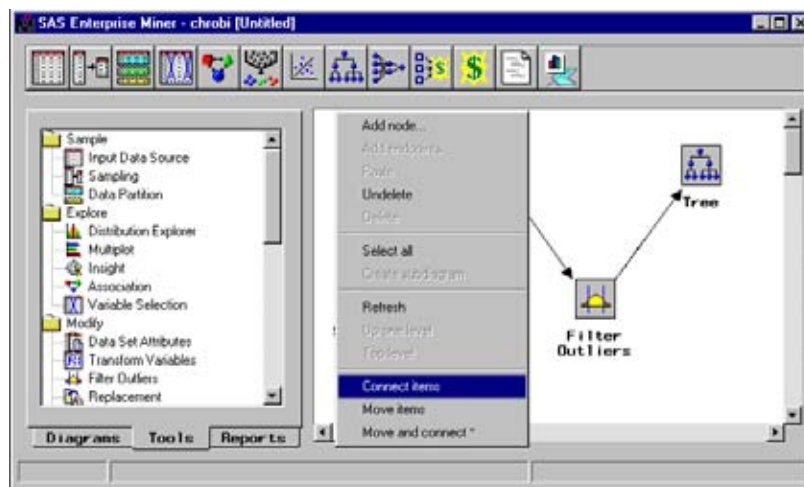 SAS Enterprise Miner - chrobi [Untitled]
Sample
Input Data Source
Sampling
Data Partition
Explore
Distribution Explorer
Multiplot
Insight
Association
Variable Selection
Modify
Data Set Attributes
Transform Variables
Filter Outliers
Replacement
Diagrams Tools Reports
Add node...
Add endpoints...
Paste
Undelete
Delete
Select all
Create subdiagram
Refresh
Up one level
Top level
Connect items
Move items
Move and connect *
Tree
Filter
Outliers